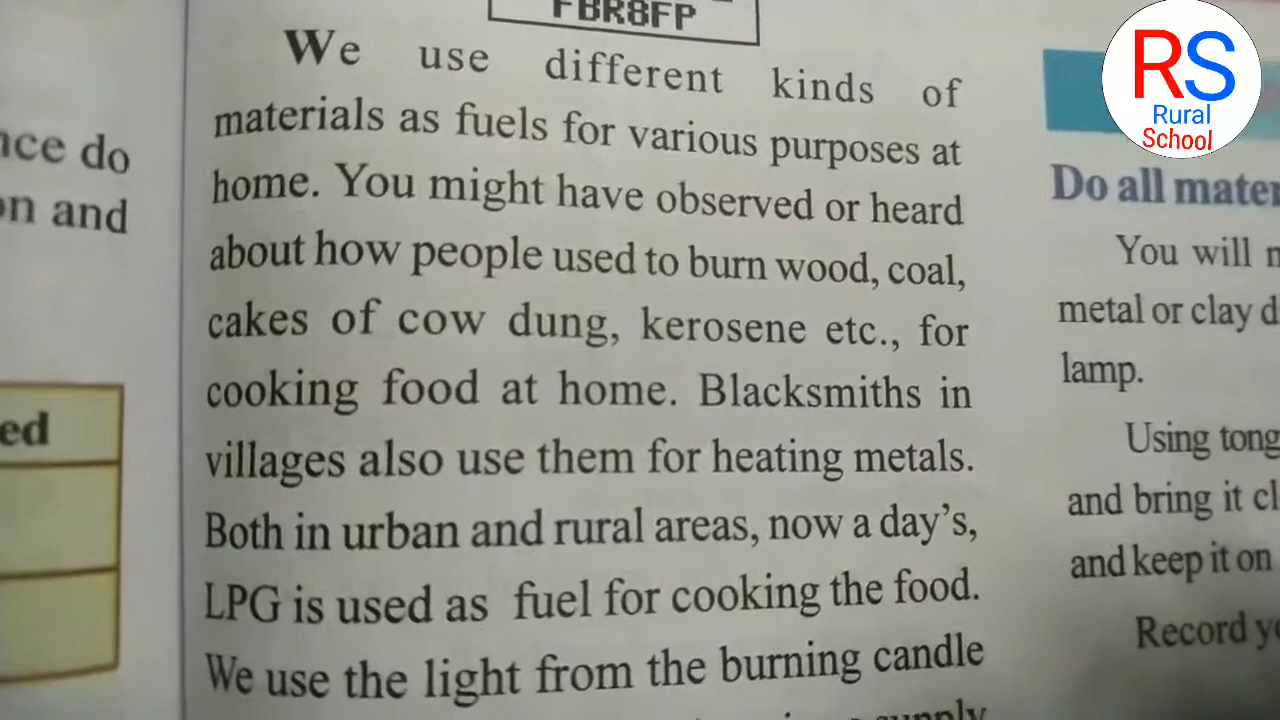 FBR8FP
We use different kinds of
materials as fuels for various purposes at
home. You might have observed or heard
about how people used to burn wood, coal,
cakes of cow dung, kerosene etc., for
cooking food at home. Blacksmiths in
villages also use them for heating metals.
Both in urban and rural areas, now a day's,
LPG is used as fuel for cooking the food.
We use the light from the burning candle
supply
do
and
ed
RS
Rural
School
Do all
You will
metal or clay
lamp.
Using
and bring it
and keep it on
Record